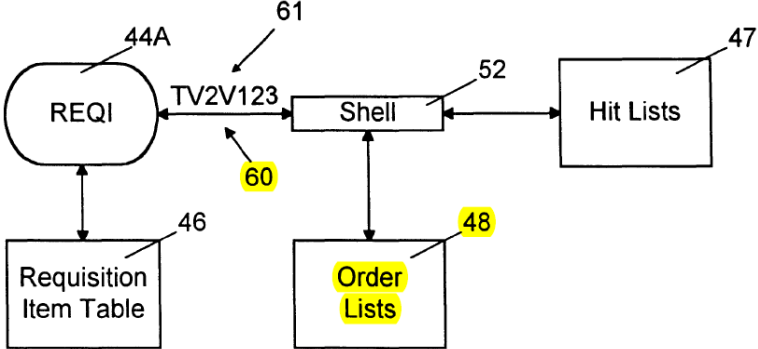 61
44A
47
TV2V123
52
REQI
Shell
Hit Lists
60
46
48
Requisition
Item Table
Order
Lists